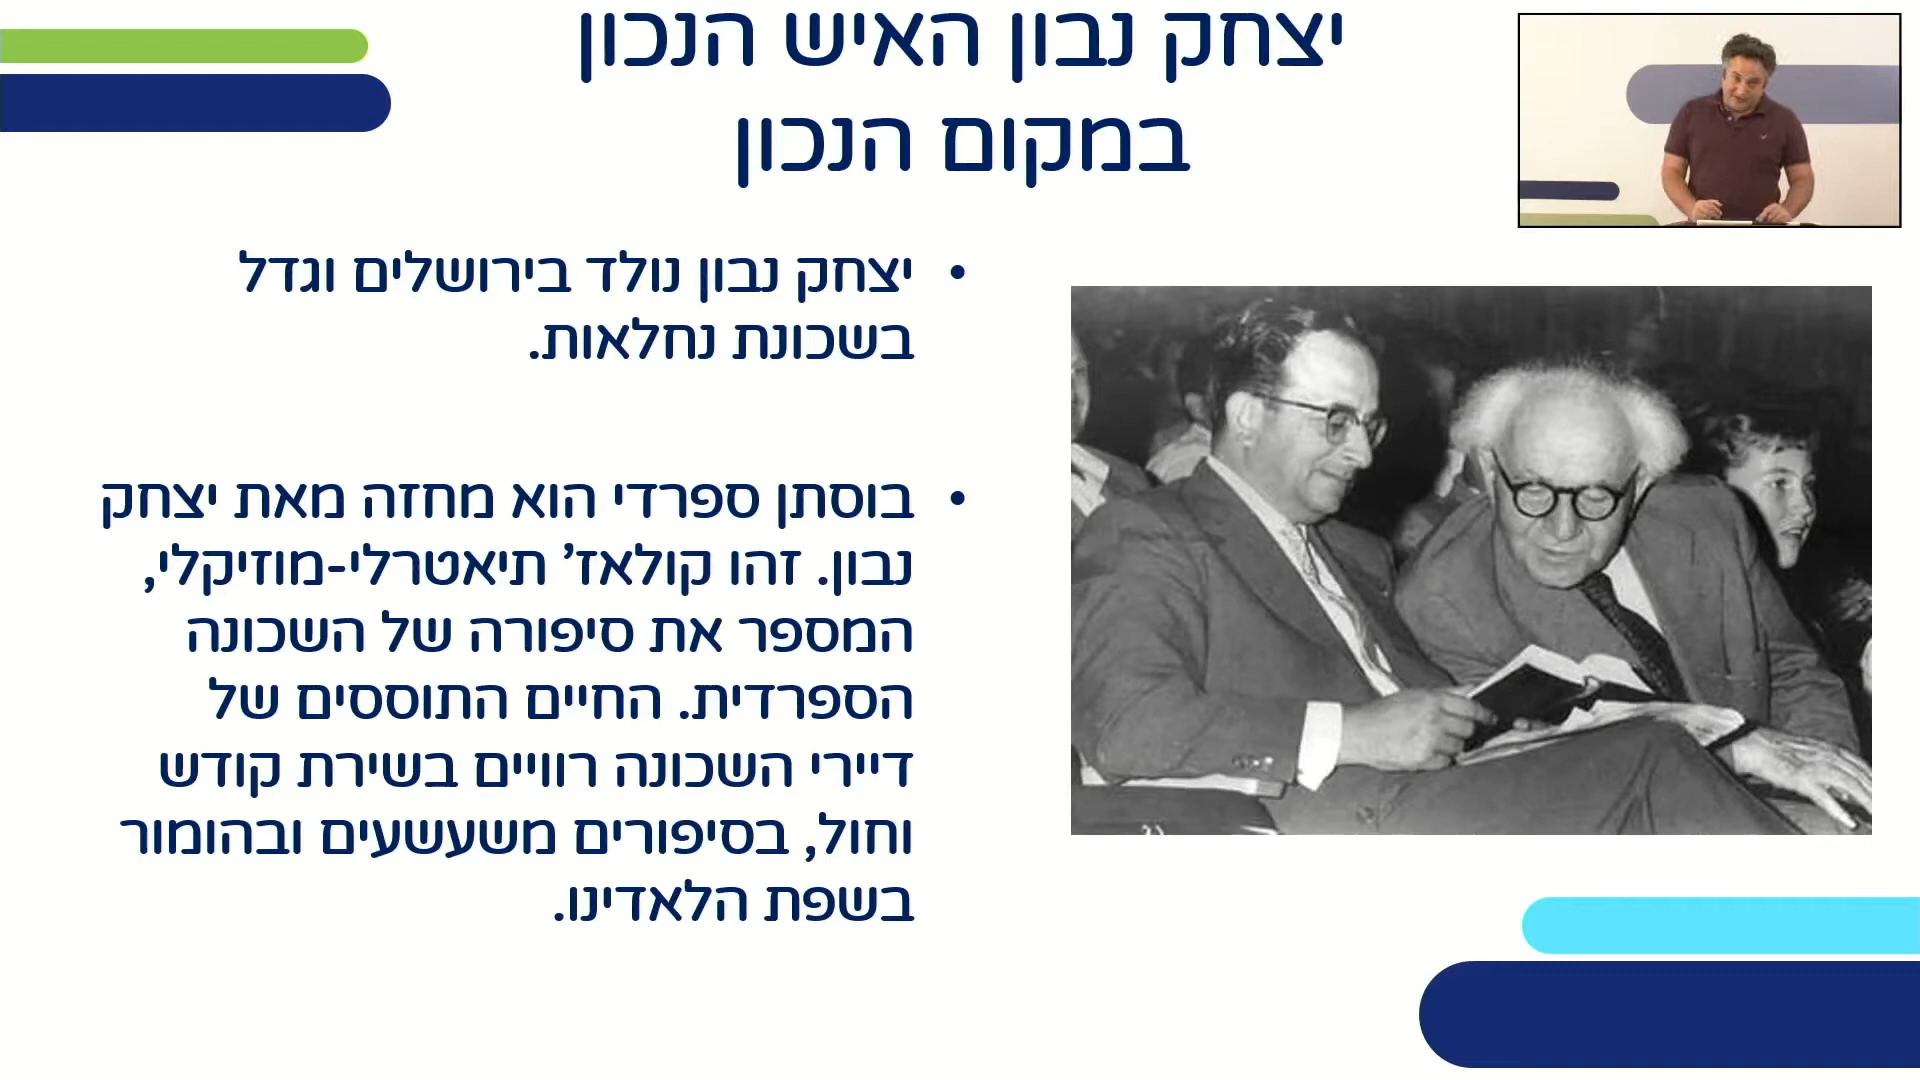 יצחק נבון האיש הנכון
במקום הנכון
• יצחק נבון נולד בירושלים וגדל
בשכונת נחלאות.
• בוסתן ספרדי הוא מחזה מאת יצחק
נבון. זהו קולאז' תיאטרלי-מוזיקלי,
המספר את סיפורה של השכונה
הספרדית. החיים התוססים של
דיירי השכונה רוויים בשירת קודש
וחול, בסיפורים משעשעים ובהומור
בשפת הלאדינו.